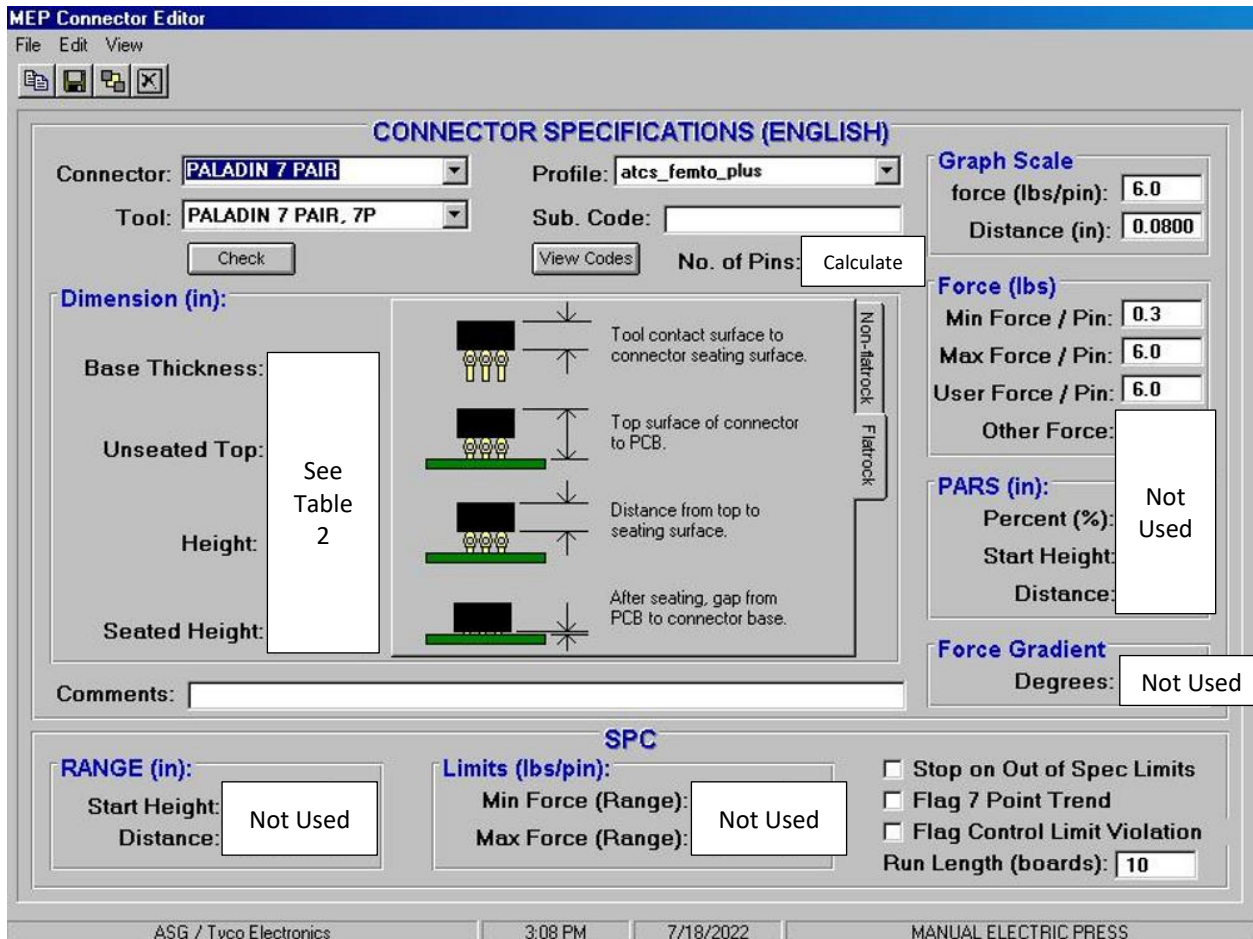 MEP Connector Editor
File Edit View
CONNECTOR SPECIFICATIONS (ENGLISH)
Connector: PALADIN 7 PAIR
Profile: atcs_femto_plus
Tool: PALADIN 7 PAIR, 7P
Sub. Code:
Check
View Codes
No. of Pins: Calculate
Graph Scale
force (lbs/pin): 6.0
Distance (in): 0.0800
Dimension (in):
Base Thickness:
Unseated Top:
Height:
Seated Height:
See
Table
2
Tool contact surface to
connector seating surface.
Top surface of connector
to PCB.
Distance from top to
seating surface.
After seating, gap from
PCB to connector base.
Non-flatrock
Flatrock
Force (lbs)
Min Force / Pin: 0.3
Max Force / Pin: 6.0
User Force / Pin: 6.0
Other Force:
PARS (in):
Percent (%):
Start Height:
Distance:
Not
Used
Force Gradient
Degrees: Not Used
Comments:
SPC
RANGE (in):
Start Height:
Distance:
Not Used
Limits (lbs/pin):
Min Force (Range):
Max Force (Range):
Not Used
Stop on Out of Spec Limits
Flag 7 Point Trend
Flag Control Limit Violation
Run Length (boards): 10
ASG / Tyco Electronics
3:08 PM
7/18/2022
MANUAL ELECTRIC PRESS